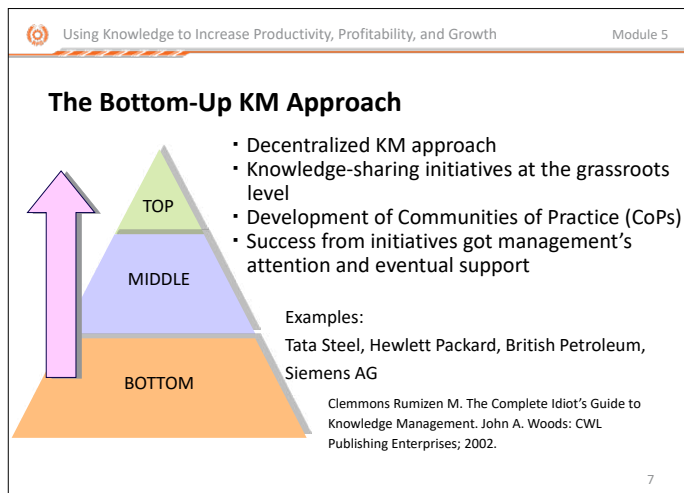 Using Knowledge to Increase Productivity, Profitability, and Growth Module 5
The Bottom-Up KM Approach
▪ Decentralized KM approach
▪ Knowledge-sharing initiatives at the grassroots
level
▪ Development of Communities of Practice (CoPs)
▪ Success from initiatives got management’s
attention and eventual support
TOP
MIDDLE
BOTTOM
Examples:
Tata Steel, Hewlett Packard, British Petroleum,
Siemens AG
Clemmons Rumizen M. The Complete Idiot’s Guide to
Knowledge Management. John A. Woods: CWL
Publishing Enterprises; 2002.
7